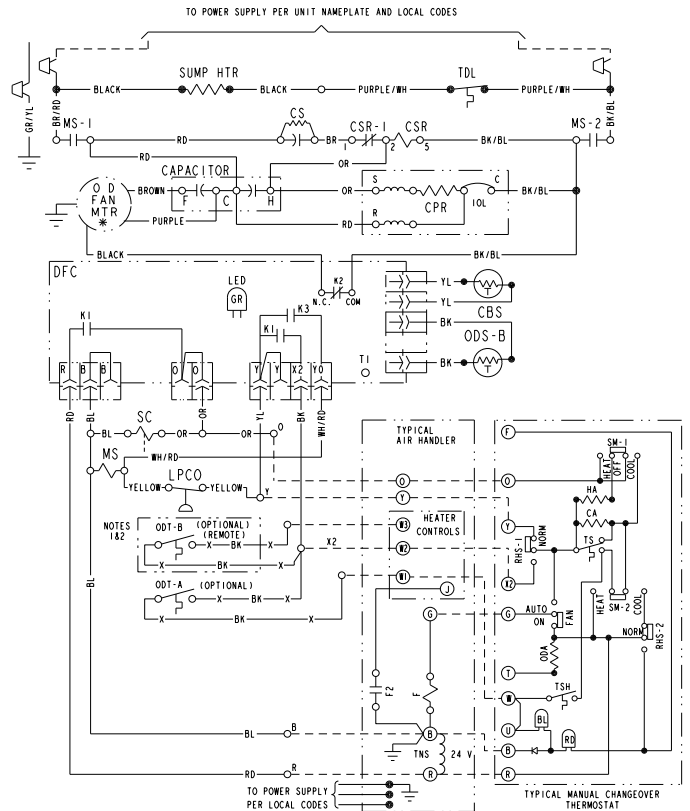 TO POWER SUPPLY PER UNIT NAMEPLATE AND LOCAL CODES
SUMP HTR
TDL
BLACK
BLACK
PURPLE/WH
PURPLE/WH
GR/YL
BR/RD
BK/BL
MS-1
RD
CS
BR
1
CSR-1
2
CSR
5
BK/BL
MS-2
RD
OR
CAPACITOR
O D
FAN
MTR
*
BROWN
F
C
H
OR
S
C
BK/BL
CPR
IOL
PURPLE
RD
R
BLACK
BK/BL
DFC
LED
GR
K2
N.C.
COM
YL
YL
CBS
BK
ODS-B
BK
T
T
K1
K3
K1
T1
R
B
B
O
O
Y
Y
X2
YO
RD
BL
OR
YL
BK
WH/RD
SC
BL
OR
OR
O
MS
WH/RD
LPCO
YELLOW
YELLOW
Y
NOTES
1&2
ODT-B
(OPTIONAL)
(REMOTE)
X
BK
X
X
BK
X2
ODT-A
(OPTIONAL)
X
BK
X
X
BK
X
BL
TYPICAL
AIR HANDLER
O
Y
HEATER
CONTROLS
W3
W2
W1
J
G
F2
F
B
TNS
24 V
R
BL
B
RD
R
TO POWER SUPPLY
PER LOCAL CODES
F
SM-1
HEAT
OFF
COOL
O
HA
CA
Y
RHS-1
NORM
TS
X2
SM-2
HEAT
COOL
G
AUTO
ON
FAN
NORM
RHS-2
ODA
T
TSH
W
BL
RD
U
B
R
TYPICAL MANUAL CHANGEOVER
THERMOSTAT